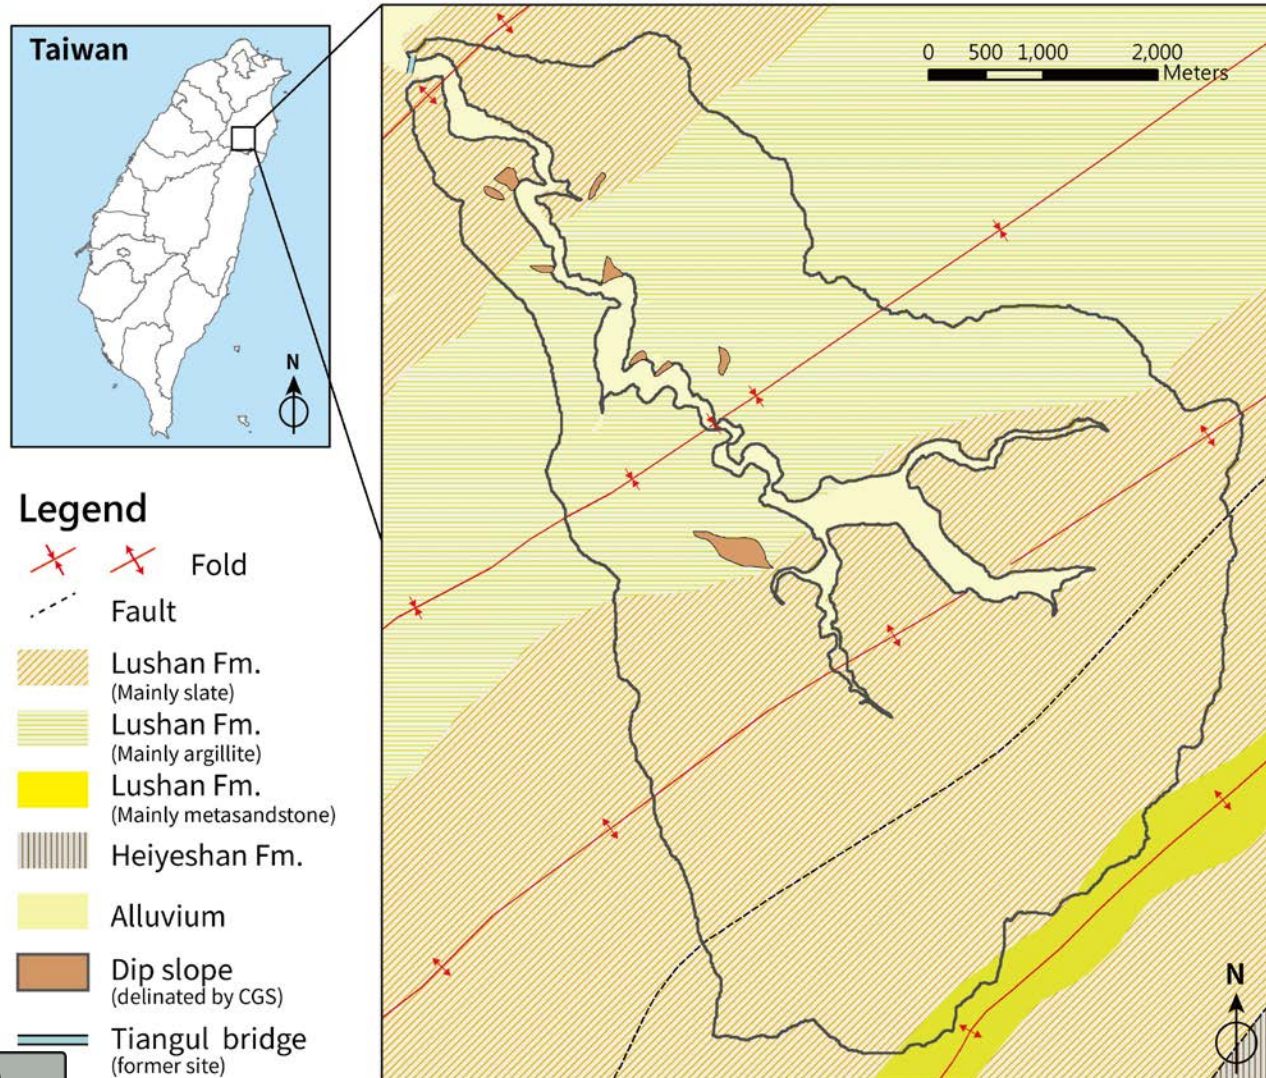 Taiwan
N
0 500 1,000 2,000
Meters
Legend
Fold
Fault
Lushan Fm.
(Mainly slate)
Lushan Fm.
(Mainly argillite)
Lushan Fm.
(Mainly metasandstone)
Heiyeshan Fm.
Alluvium
Dip slope
(delinated by CGS)
Tiangul bridge
(former site)
N